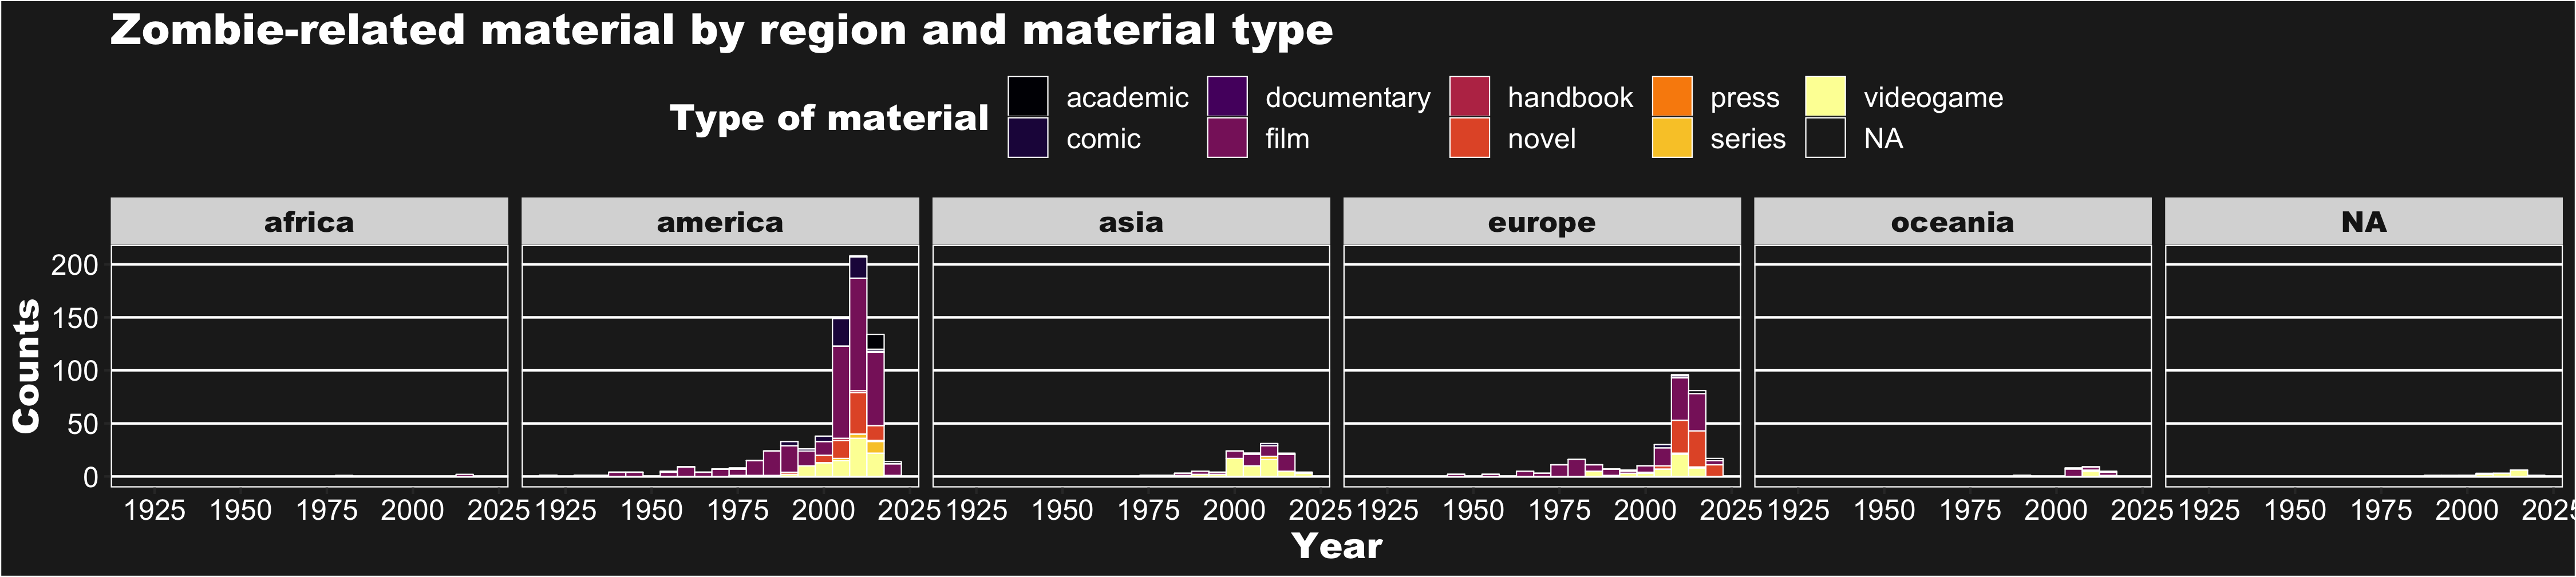 Zombie-related material by region and material type
Type of material
academic documentary handbook press videogame
comic film novel series NA
africa america asia europe oceania NA
200
150
100
50
0
Counts
1925 1950 1975 2000 2025 1925 1950 1975 2000 2025 1925 1950 1975 2000 2025 1925 1950 1975 2000 2025 1925 1950 1975 2000 2025 1925 1950 1975 2000 2025
Year